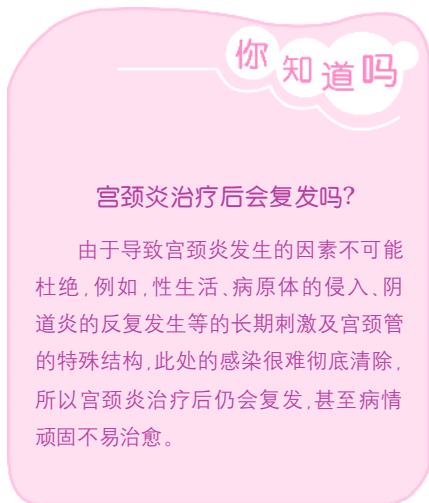 你知道吗
宫颈炎治疗后会复发吗?
由于导致宫颈炎发生的因素不可能
杜绝,例如,性生活、病原体的侵入、阴
道炎的反复发生等的长期刺激及宫颈管
的特殊结构,此处的感染很难彻底清除,
所以宫颈炎治疗后仍会复发,甚至病情
顽固不易治愈。